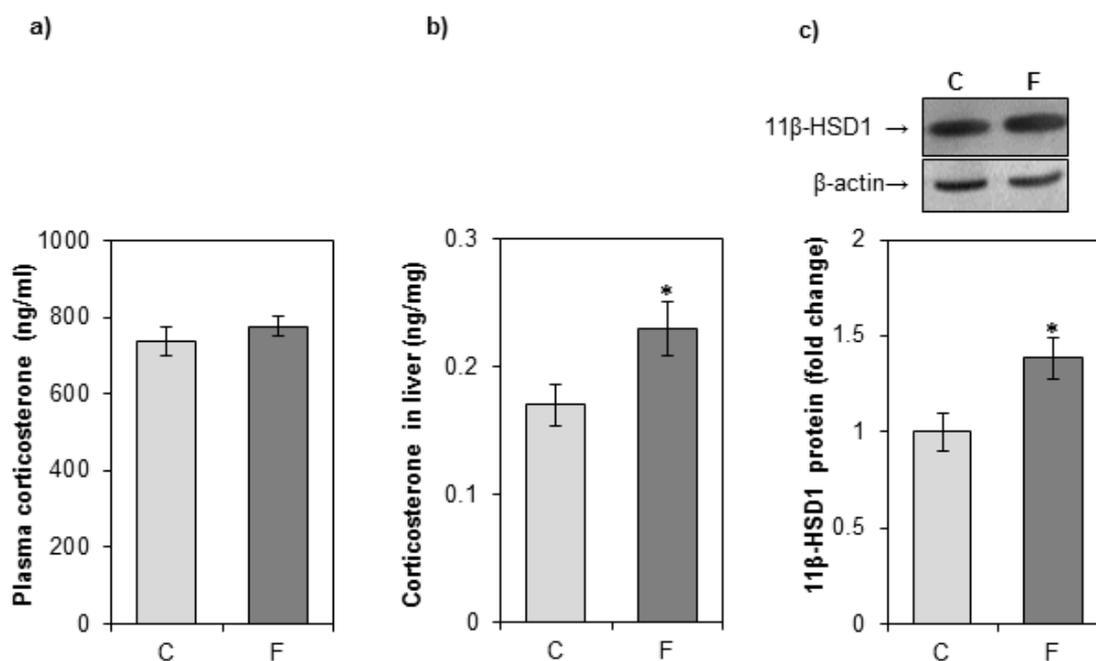 a)
Plasma corticosterone (ng/ml)
1000
800
600
400
200
0
C
F
b)
Corticosterone in liver (ng/mg)
0.3
0.2
0.1
0
C
F
*
c)
C
F
11β-HSD1 →
β-actin→
11β-HSD1 protein (fold change)
2
1.5
1
0.5
0
C
F
*